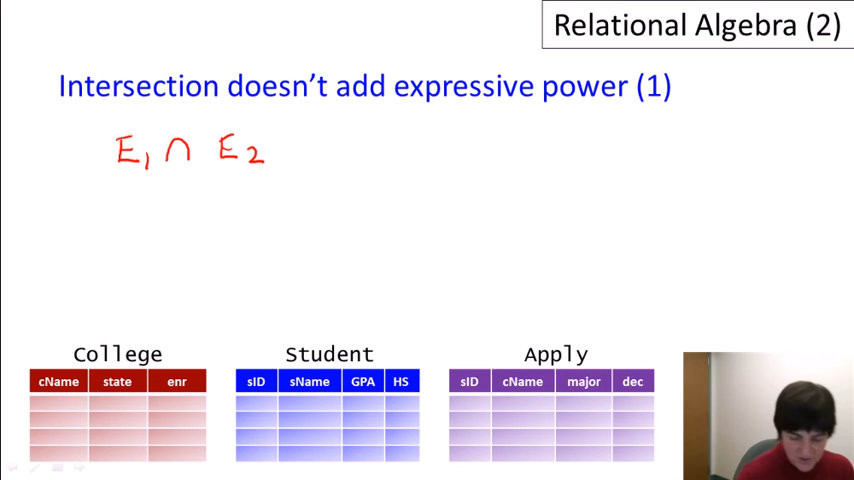 Relational Algebra (2)
Intersection doesn't add expressive power (1)
E₁ ∩ E₂
College Student Apply
cName state enr sID sName GPA HS sID cName major dec